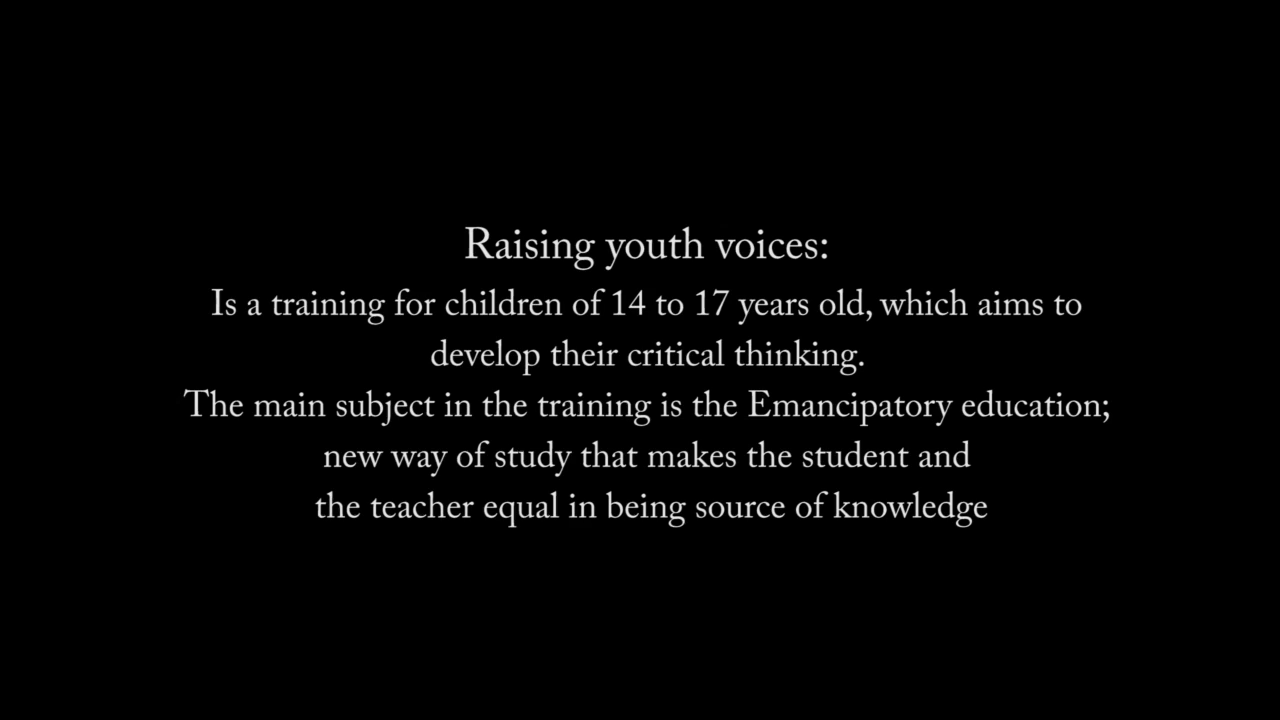 Raising youth voices:
Is a training for children of 14 to 17 years old, which aims to
develop their critical thinking.
The main subject in the training is the Emancipatory education;
new way of study that makes the student and
the teacher equal in being source of knowledge